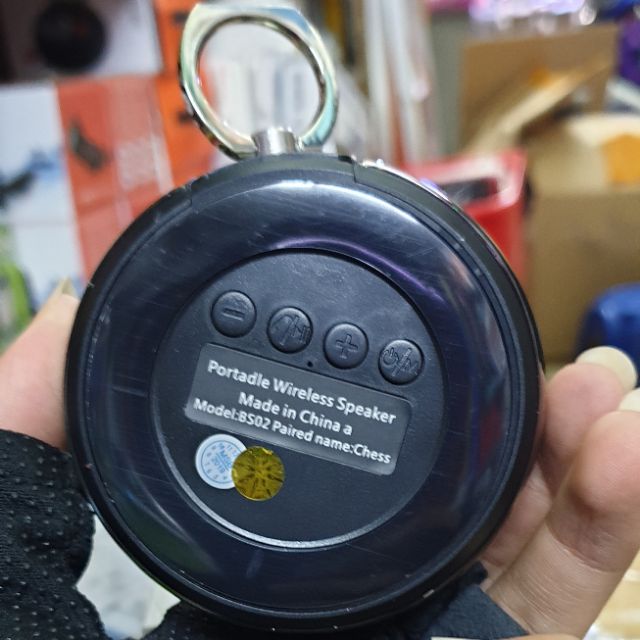 Portadle Wireless Speaker
Made in China a
Model:BS02 Paired name:Chess